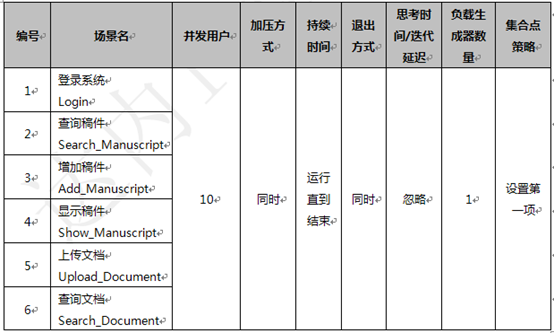 编号 场景名 并发用户 加压方式 持续时间 退出方式 思考时间/迭代延迟 负载生成器数量 集合点策略
1 登录系统
Login
2 查询稿件
Search_Manuscript
3 增加稿件
Add_Manuscript
4 显示稿件
Show_Manuscript
5 上传文档
Upload_Document
6 查询文档
Search_Document
10 同时 运行直到结束 同时 忽略 1 设置第一项